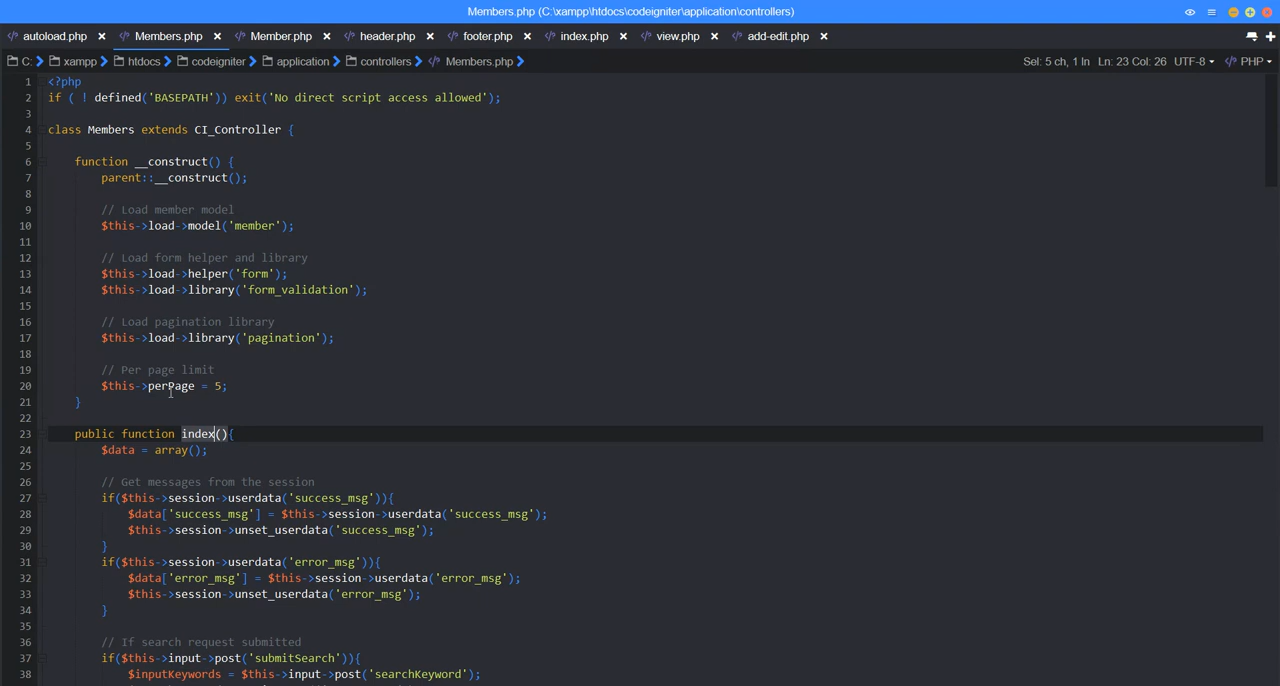 Members.php (C:\xampp\htdocs\codeigniter\application\controllers)
autoload.php × Members.php × Member.php × header.php × footer.php × index.php × view.php × add-edit.php ×
C: xampp htdocs codeigniter application controllers Members.php Sel: 5 ch, 1 ln Ln: 23 Col: 26 UTF-8 PHP
1 <?php
2 if ( ! defined('BASEPATH')) exit('No direct script access allowed');
3
4 class Members extends CI_Controller {
5
6 function __construct() {
7 parent::__construct();
8
9 // Load member model
10 $this->load->model('member');
11
12 // Load form helper and library
13 $this->load->helper('form');
14 $this->load->library('form_validation');
15
16 // Load pagination library
17 $this->load->library('pagination');
18
19 // Per page limit
20 $this->perPage = 5;
21 }
22
23 public function index(){
24 $data = array();
25
26 // Get messages from the session
27 if($this->session->userdata('success_msg')){
28 $data['success_msg'] = $this->session->userdata('success_msg');
29 $this->session->unset_userdata('success_msg');
30 }
31 if($this->session->userdata('error_msg')){
32 $data['error_msg'] = $this->session->userdata('error_msg');
33 $this->session->unset_userdata('error_msg');
34 }
35
36 // If search request submitted
37 if($this->input->post('submitSearch')){
38 $inputKeywords = $this->input->post('searchKeyword');